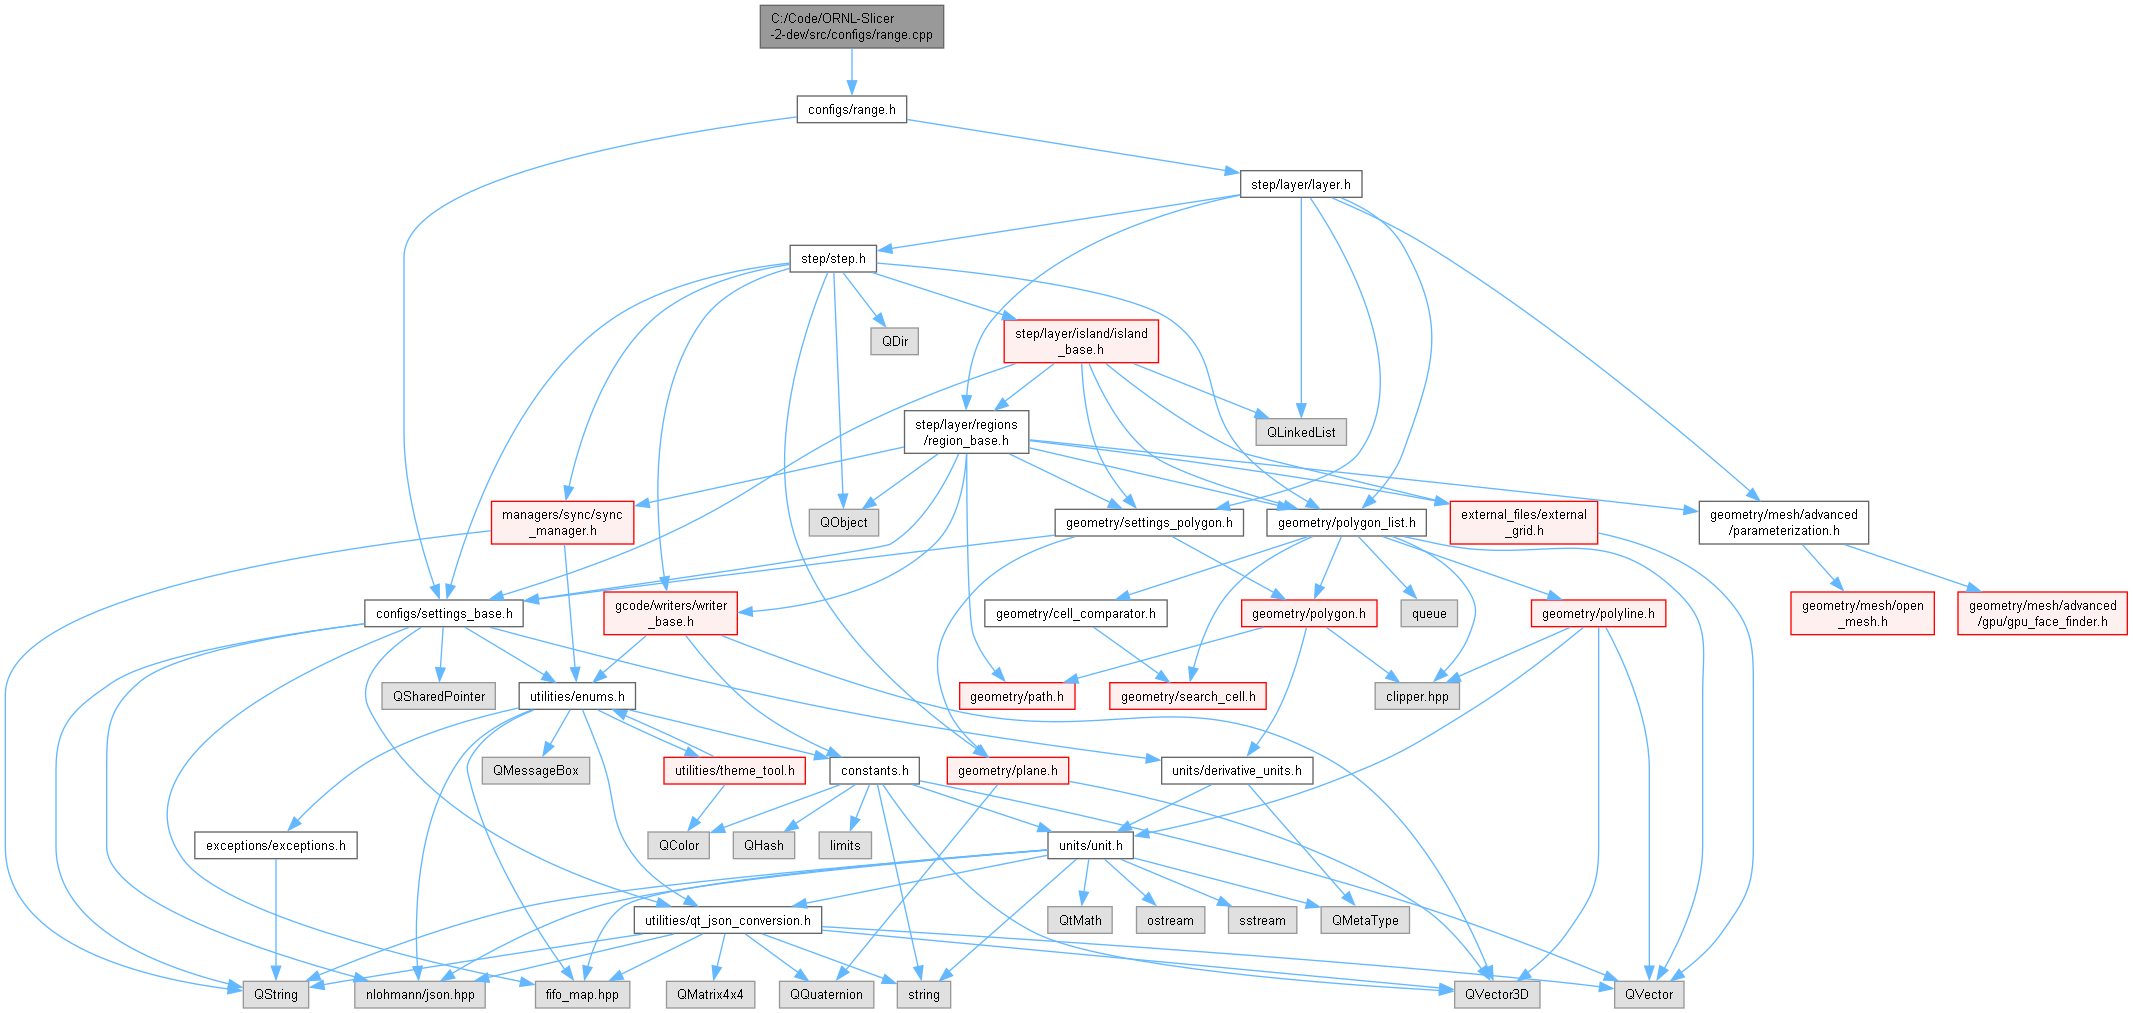 C:/Code/ORNL-Slicer
-2-dev/src/configs/range.cpp
configs/range.h
step/layer/layer.h
step/step.h
QDir
step/layer/island/island
_base.h
step/layer/regions
/region_base.h
QLinkedList
managers/sync/sync
_manager.h
QObject
geometry/settings_polygon.h
geometry/polygon_list.h
external_files/external
_grid.h
geometry/mesh/advanced
/parameterization.h
configs/settings_base.h
gcode/writers/writer
_base.h
geometry/cell_comparator.h
geometry/polygon.h
queue
geometry/polyline.h
geometry/mesh/open
_mesh.h
geometry/mesh/advanced
/gpu/gpu_face_finder.h
QSharedPointer
utilities/enums.h
geometry/path.h
geometry/search_cell.h
clipper.hpp
QMessageBox
utilities/theme_tool.h
constants.h
geometry/plane.h
units/derivative_units.h
exceptions/exceptions.h
QColor
QHash
limits
units/unit.h
utilities/qt_json_conversion.h
QtMath
ostream
sstream
QMetaType
QString
nlohmann/json.hpp
fifo_map.hpp
QMatrix4x4
QQuaternion
string
QVector3D
QVector